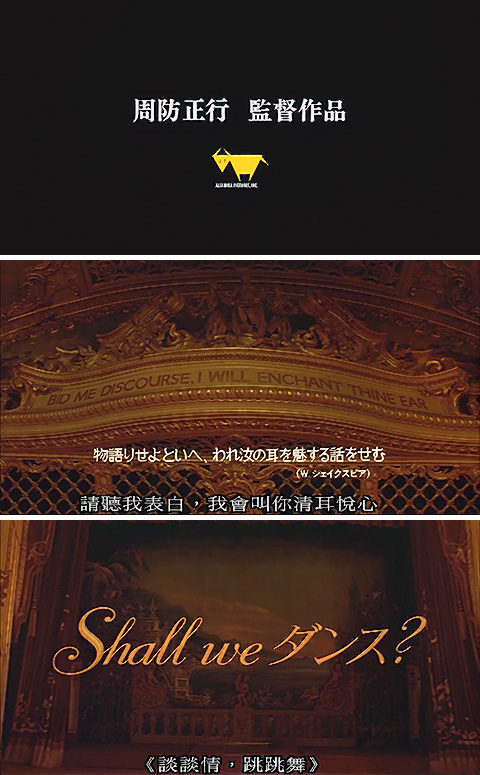 周防正行 監督作品
ALTAMIRA PICTURES, INC.
"BID ME DISCOURSE, I WILL ENCHANT THINE EAR"
物語りせよといへ、われ汝の耳を魅する話をせむ
(W. シェイクスピア)
請聽我表白，我會叫你清耳悅心
Shall we ダンス?
《談談情，跳跳舞》